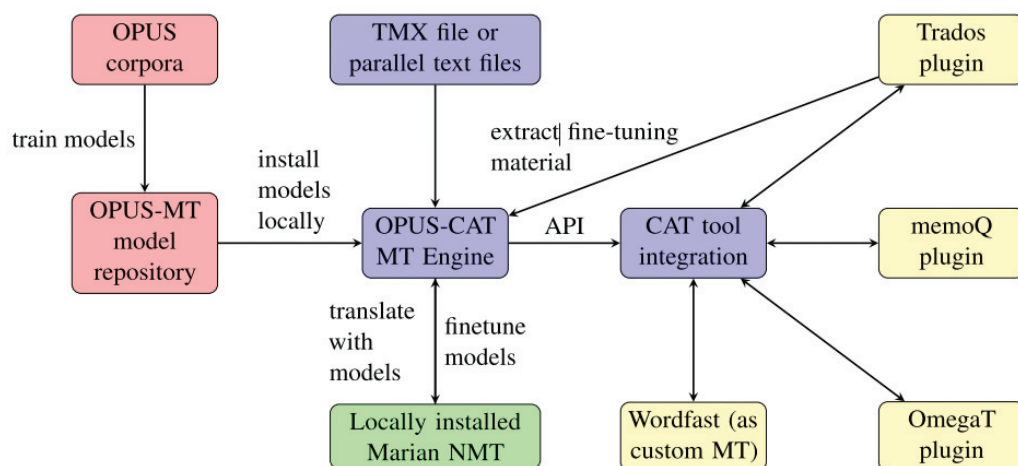 OPUS
corpora
TMX file or
parallel text files
Trados
plugin
train models
extract| fine-tuning
material
install
models
locally
OPUS-MT
model
repository
OPUS-CAT
MT Engine
API
CAT tool
integration
memoQ
plugin
translate
with
models
finetune
models
Locally installed
Marian NMT
Wordfast (as
custom MT)
OmegaT
plugin